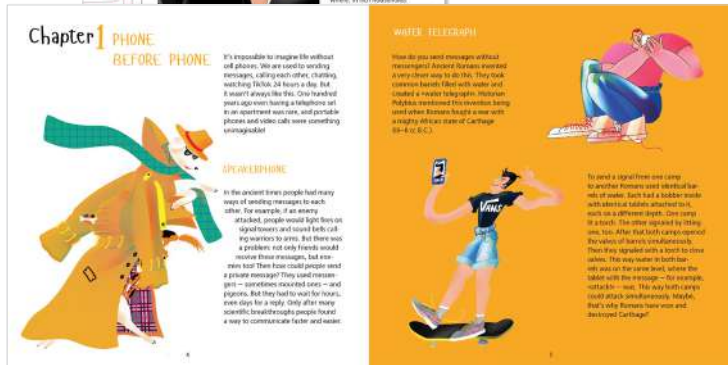 Chapter 1 PHONE
BEFORE PHONE
It's impossible to imagine life without
cell phones. We are used to sending
messages, calling each other, chatting,
watching TikTok 24 hours a day. But
it wasn't always like this. One hundred
years ago even having a telephone set
in an apartment was rare, and portable
phones and video calls were something
unimaginable!
SPEAKERPHONE
In the ancient times people had many
ways of sending messages to each
other. For example, if an enemy
attacked, people would light fires on
signal towers and sound bells call-
ing warriors to arms. But there was
a problem: not only friends would
receive these messages, but ene-
mies too! Then how could people send
a private message? They used messen-
gers — sometimes mounted ones — and
pigeons. But they had to wait for hours,
even days for a reply. Only after many
scientific breakthroughs people found
a way to communicate faster and easier.
4
WATER TELEGRAPH
How do you send messages without
messengers? Ancient Romans invented
a very clever way to do this. They took
common barrels filled with water and
created a «water telegraph». Historian
Polybius mentioned this invention being
used when Romans fought a war with
a mighty African state of Carthage
B.C.).
VANS
To send a signal from one camp
to another Romans used identical bar-
rels of water. Each had a bobber inside
with identical tablets attached to it,
each on a different depth. One camp
lit a torch. The other signaled by lifting
one, too. After that both camps opened
the valves of barrels simultaneously.
Then they signaled with a torch to close
valves. This way water in both bar-
rels was on the same level, where the
tablet with the message — for example,
«attack!» — was. This way both camps
could attack simultaneously. Maybe,
that's why Romans have won and
destroyed Carthage?
5